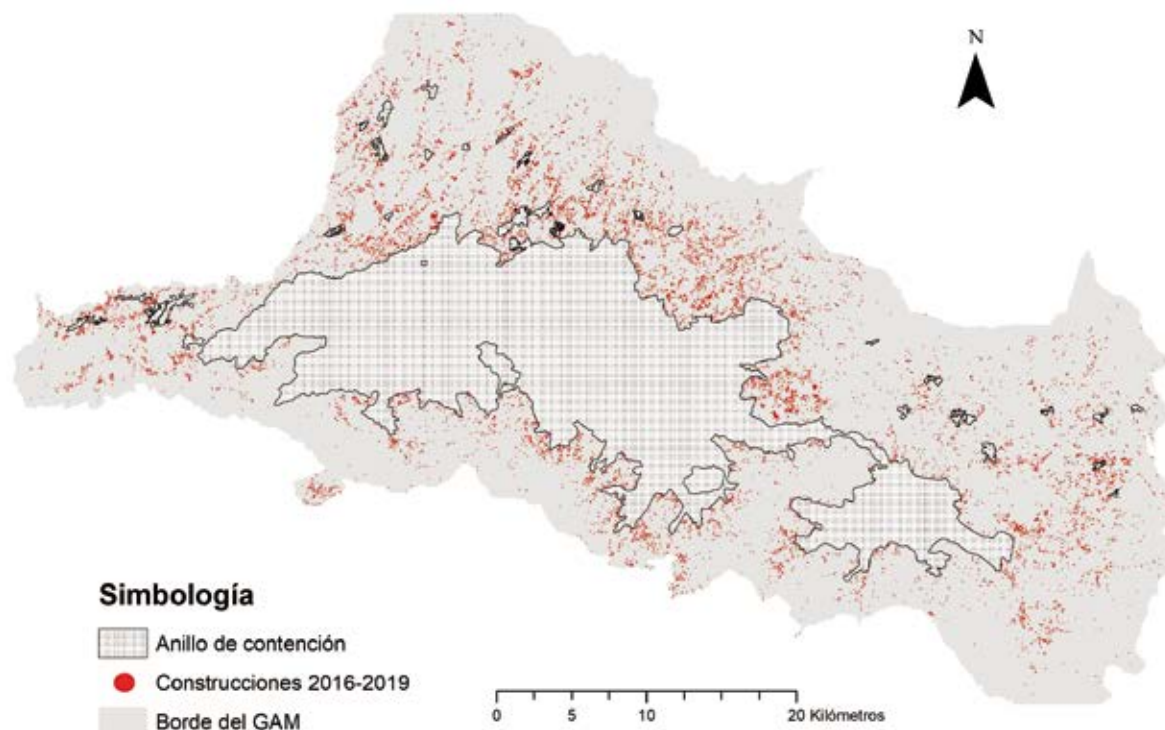 N
Simbología
Anillo de contención
Construcciones 2016-2019
Borde del GAM
0 5 10 20 Kilómetros